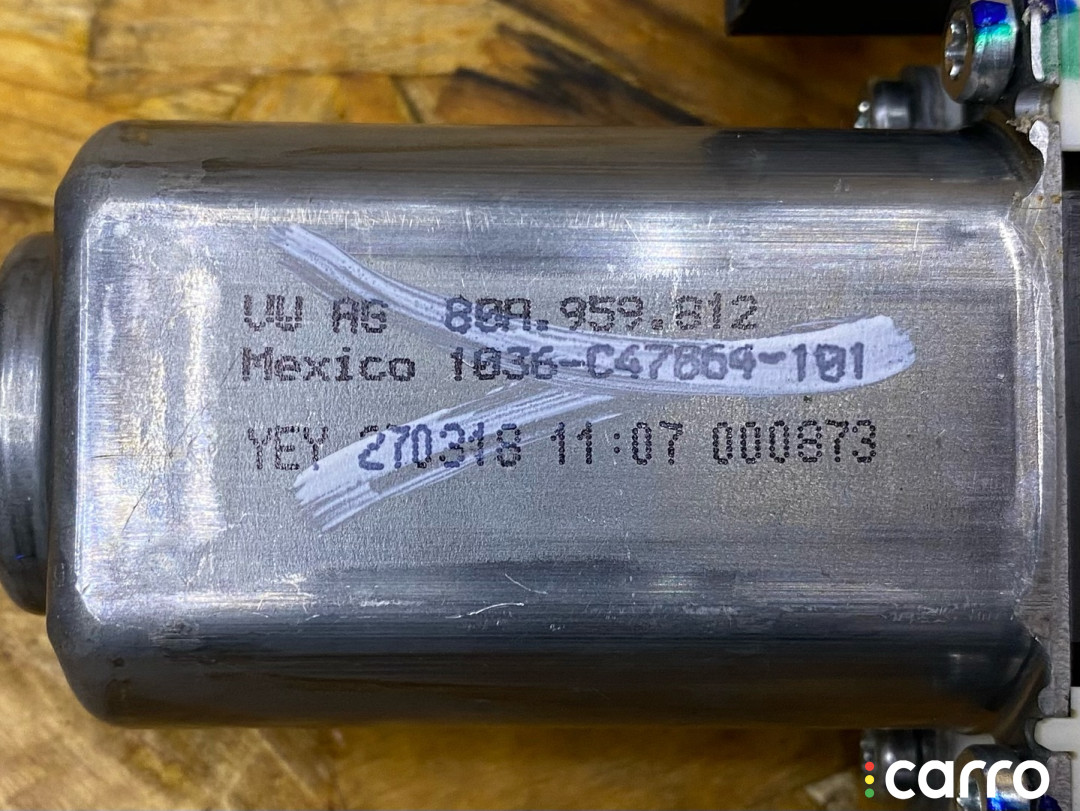 VW AG 80A.959.812
Mexico 1036-C47864-101
YEY 270318 11:07 000873
carro